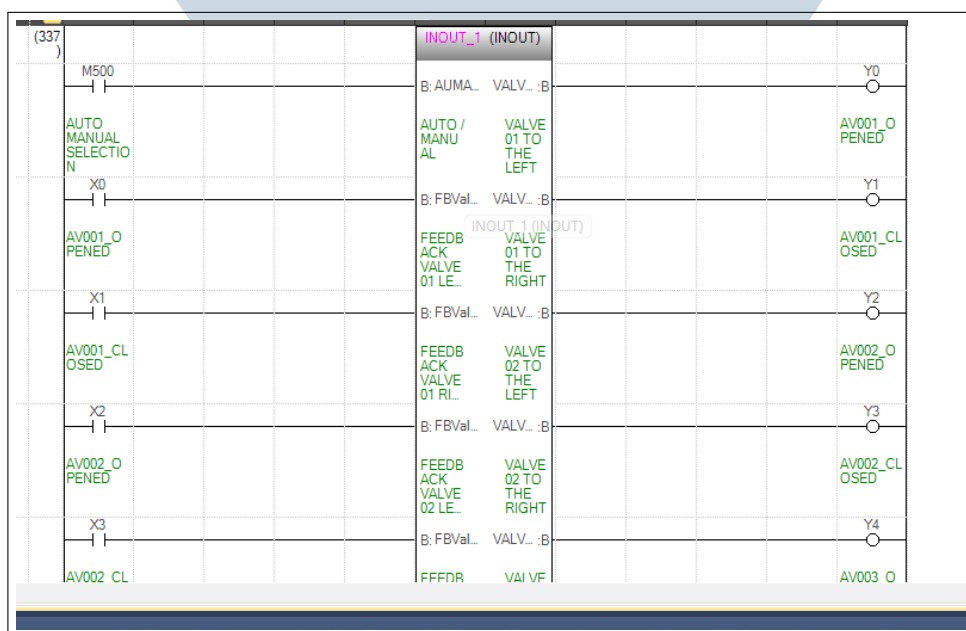 (337
)
INOUT_1 (INOUT)
M500
B: AUMA... VALV... :B
Y0
AUTO
MANUAL
SELECTIO
N
AUTO /
MANU
AL
VALVE
01 TO
THE
LEFT
AV001_O
PENED
X0
B: FBVal... VALV... :B
Y1
INOUT_1 (INOUT)
AV001_O
PENED
FEEDB
ACK
VALVE
01 LE...
VALVE
01 TO
THE
RIGHT
AV001_CL
OSED
X1
B: FBVal... VALV... :B
Y2
AV001_CL
OSED
FEEDB
ACK
VALVE
01 RI...
VALVE
02 TO
THE
LEFT
AV002_O
PENED
X2
B: FBVal... VALV... :B
Y3
AV002_O
PENED
FEEDB
ACK
VALVE
02 LE...
VALVE
02 TO
THE
RIGHT
AV002_CL
OSED
X3
B: FBVal... VALV... :B
Y4
AV002_CL
FEEDB
VALVE
AV003_O